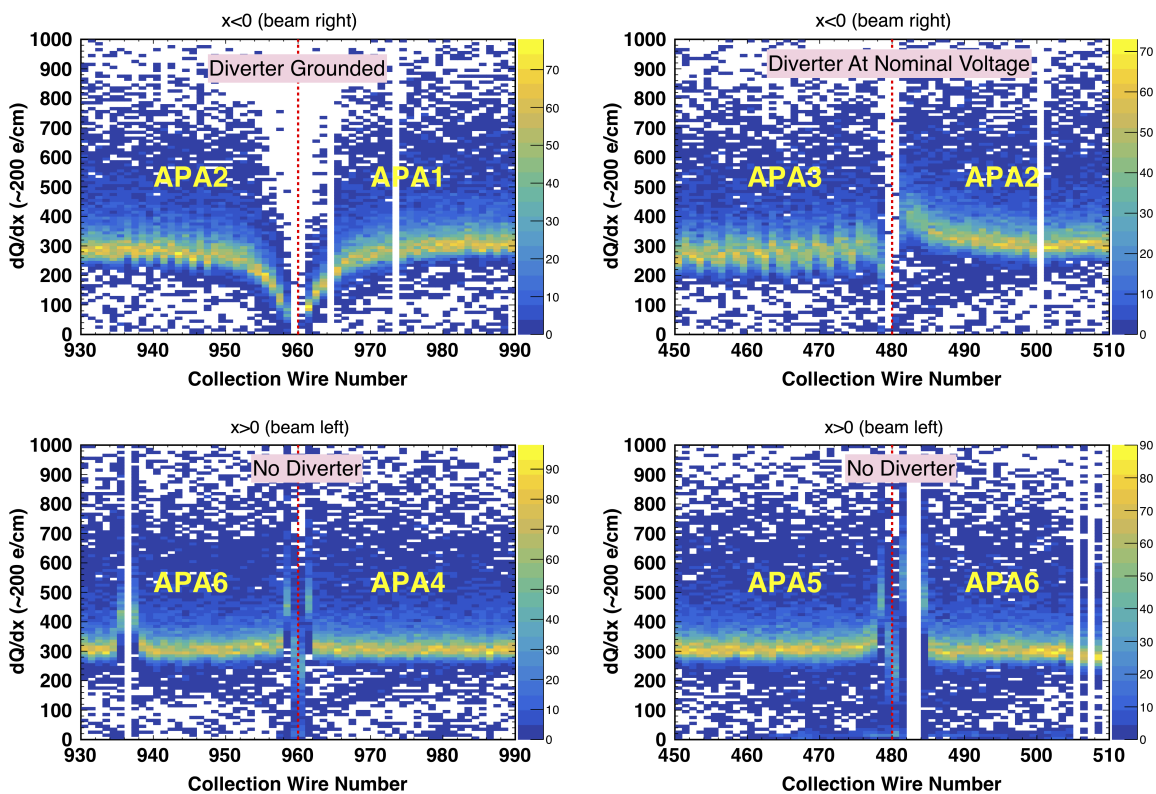 x<0 (beam right)
Diverter Grounded
APA2
APA1
dQ/dx (~200 e/cm)
1000
900
800
700
600
500
400
300
200
100
0
930 940 950 960 970 980 990
Collection Wire Number
70
60
50
40
30
20
10
0
x<0 (beam right)
Diverter At Nominal Voltage
APA3
APA2
dQ/dx (~200 e/cm)
1000
900
800
700
600
500
400
300
200
100
0
450 460 470 480 490 500 510
Collection Wire Number
70
60
50
40
30
20
10
0
x>0 (beam left)
No Diverter
APA6
APA4
dQ/dx (~200 e/cm)
1000
900
800
700
600
500
400
300
200
100
0
930 940 950 960 970 980 990
Collection Wire Number
90
80
70
60
50
40
30
20
10
0
x>0 (beam left)
No Diverter
APA5
APA6
dQ/dx (~200 e/cm)
1000
900
800
700
600
500
400
300
200
100
0
450 460 470 480 490 500 510
Collection Wire Number
90
80
70
60
50
40
30
20
10
0